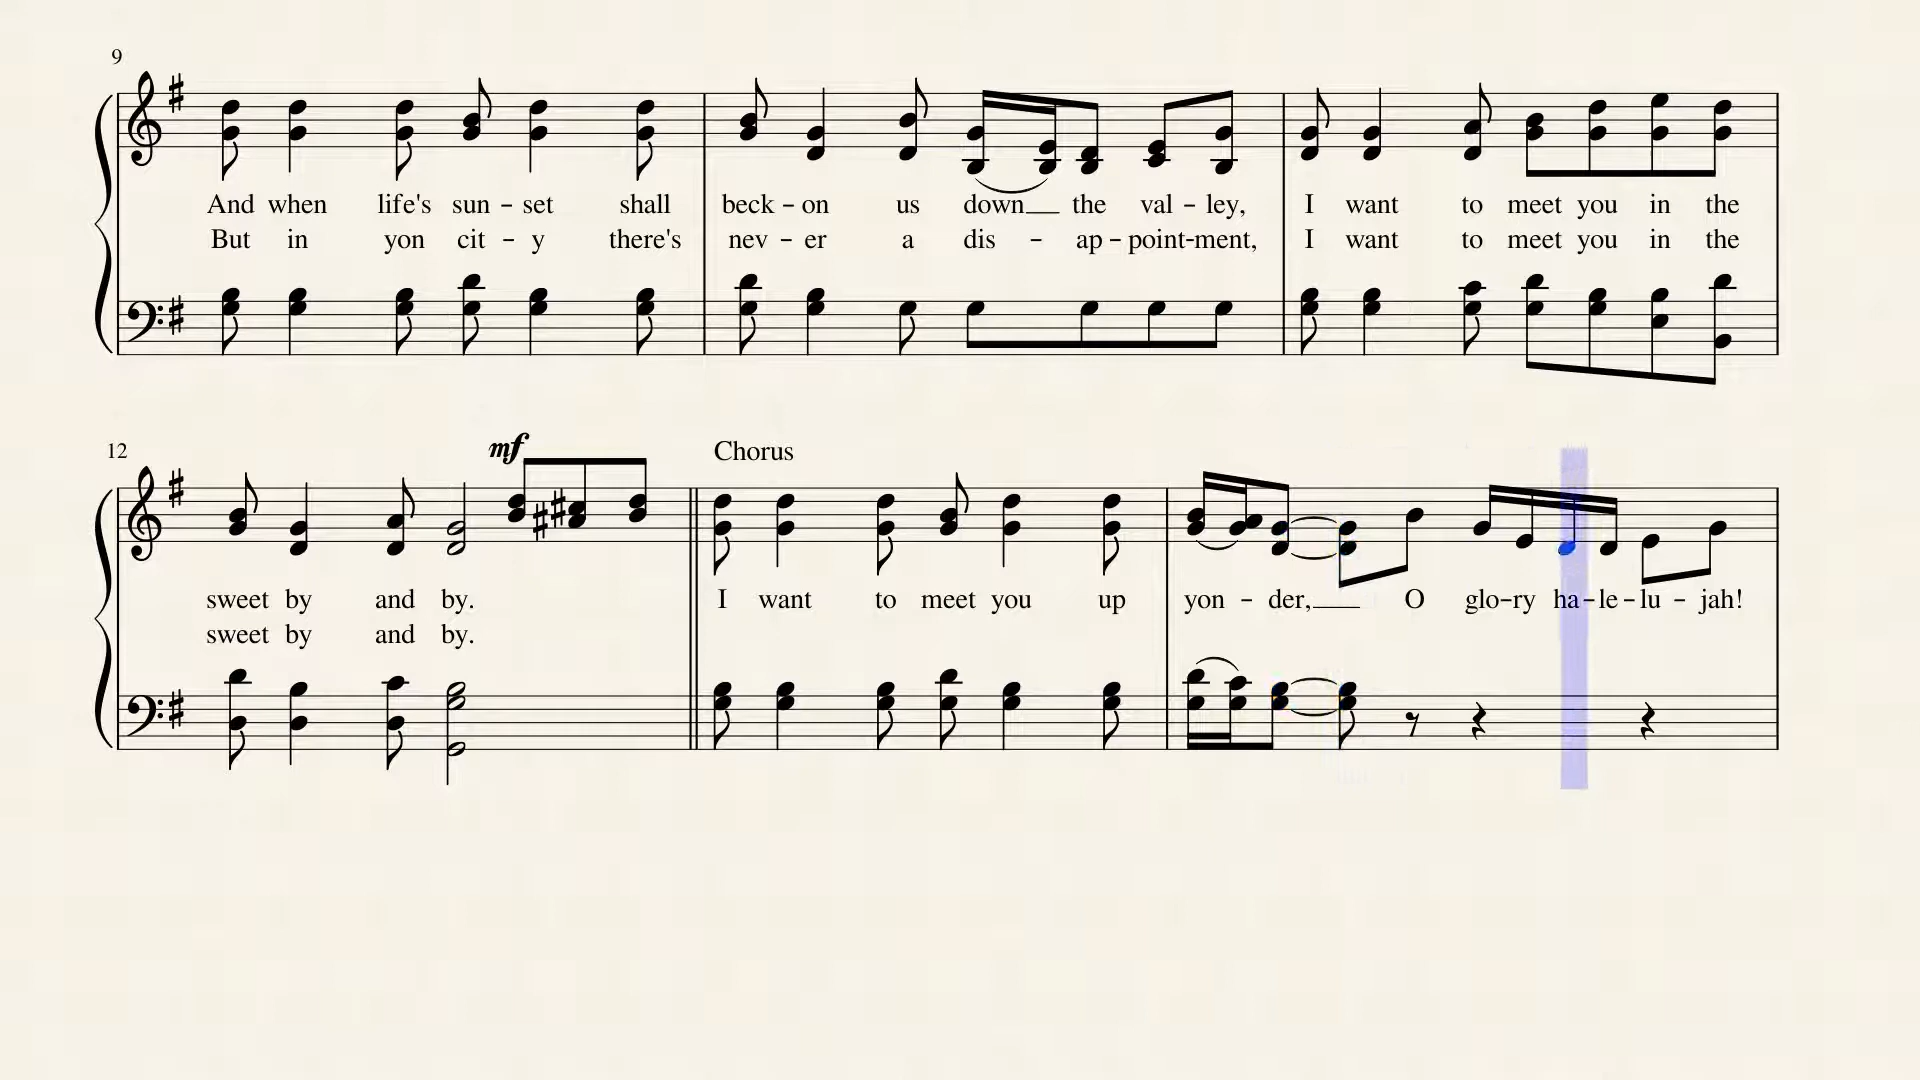 9
And when life's sun - set shall beck - on us down the val - ley, I want to meet you in the
But in yon cit - y there's nev - er a dis - ap - point-ment, I want to meet you in the
mf
12 Chorus
sweet by and by. I want to meet you up yon - der, O glo-ry ha-le-lu - jah!
sweet by and by.